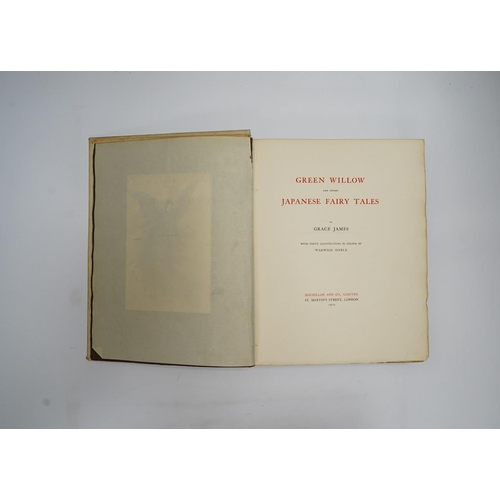 GREEN WILLOW
AND OTHER
JAPANESE FAIRY TALES
BY
GRACE JAMES
WITH FORTY ILLUSTRATIONS IN COLOUR BY
WARWICK GOBLE
MACMILLAN AND CO., LIMITED
ST. MARTIN'S STREET, LONDON
1910